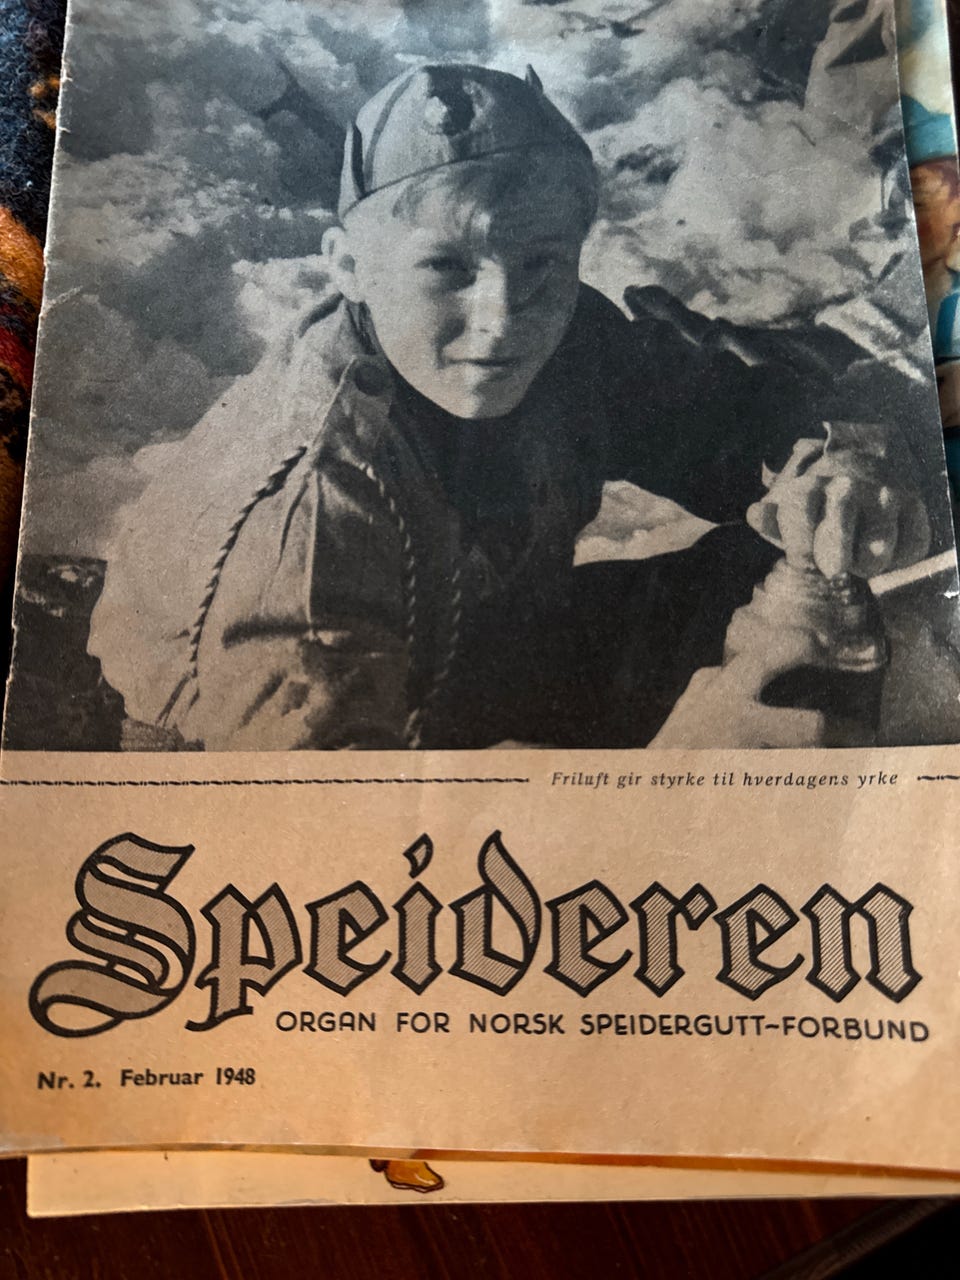 Friluft gir styrke til hverdagens yrke
Speideren
ORGAN FOR NORSK SPEIDERGUTT-FORBUND
Nr. 2. Februar 1948